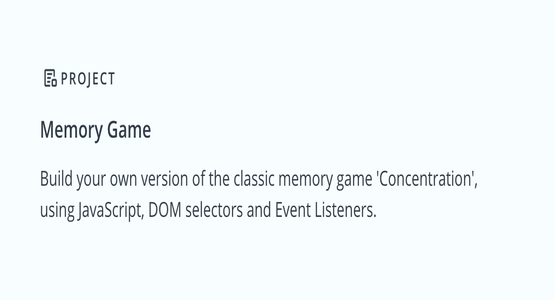 PROJECT
Memory Game
Build your own version of the classic memory game 'Concentration',
using JavaScript, DOM selectors and Event Listeners.